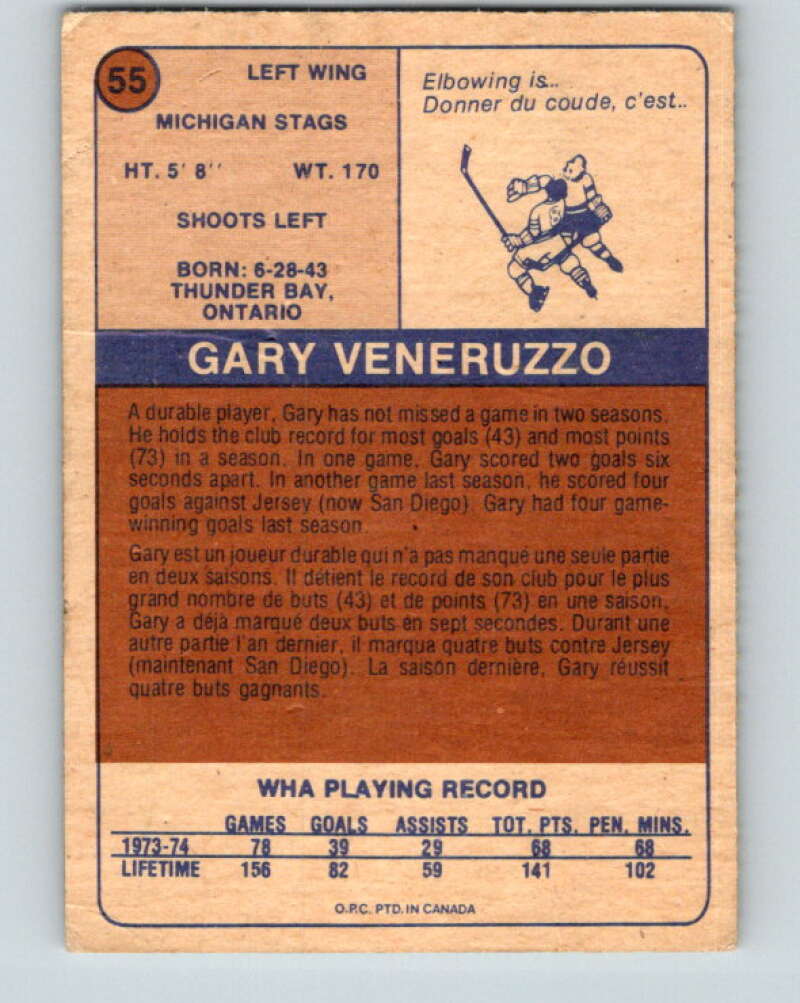 55
LEFT WING
MICHIGAN STAGS
HT. 5' 8'' WT. 170
SHOOTS LEFT
BORN: 6-28-43
THUNDER BAY,
ONTARIO
Elbowing is...
Donner du coude, c'est..
GARY VENERUZZO
A durable player, Gary has not missed a game in two seasons.
He holds the club record for most goals (43) and most points
(73) in a season. In one game, Gary scored two goals six
seconds apart. In another game last season, he scored four
goals against Jersey (now San Diego). Gary had four game-
winning goals last season.
Gary est un joueur durable qui n'a pas manqué une seule partie
en deux saisons. Il détient le record de son club pour le plus
grand nombre de buts (43) et de points (73) en une saison.
Gary a déjà marqué deux buts en sept secondes. Durant une
autre partie l'an dernier, il marqua quatre buts contre Jersey
(maintenant San Diego). La saison dernière, Gary réussit
quatre buts gagnants.
WHA PLAYING RECORD
GAMES GOALS ASSISTS TOT. PTS. PEN. MINS.
1973-74 78 39 29 68 68
LIFETIME 156 82 59 141 102
O.P.C. PTD. IN CANADA